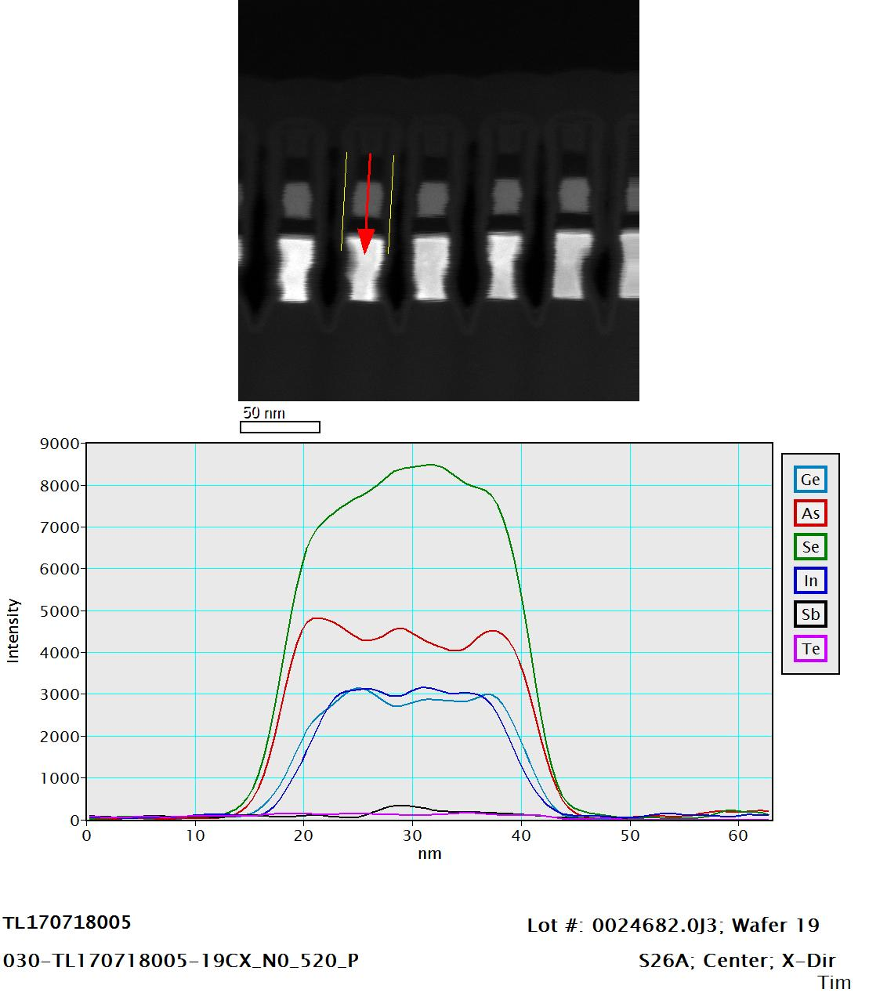 50 nm
9000
8000
7000
6000
5000
4000
3000
2000
1000
0
Intensity
0 10 20 30 40 50 60
nm
Ge
As
Se
In
Sb
Te
TL170718005
Lot #: 0024682.0J3; Wafer 19
030-TL170718005-19CX_N0_520_P
S26A; Center; X-Dir
Tim